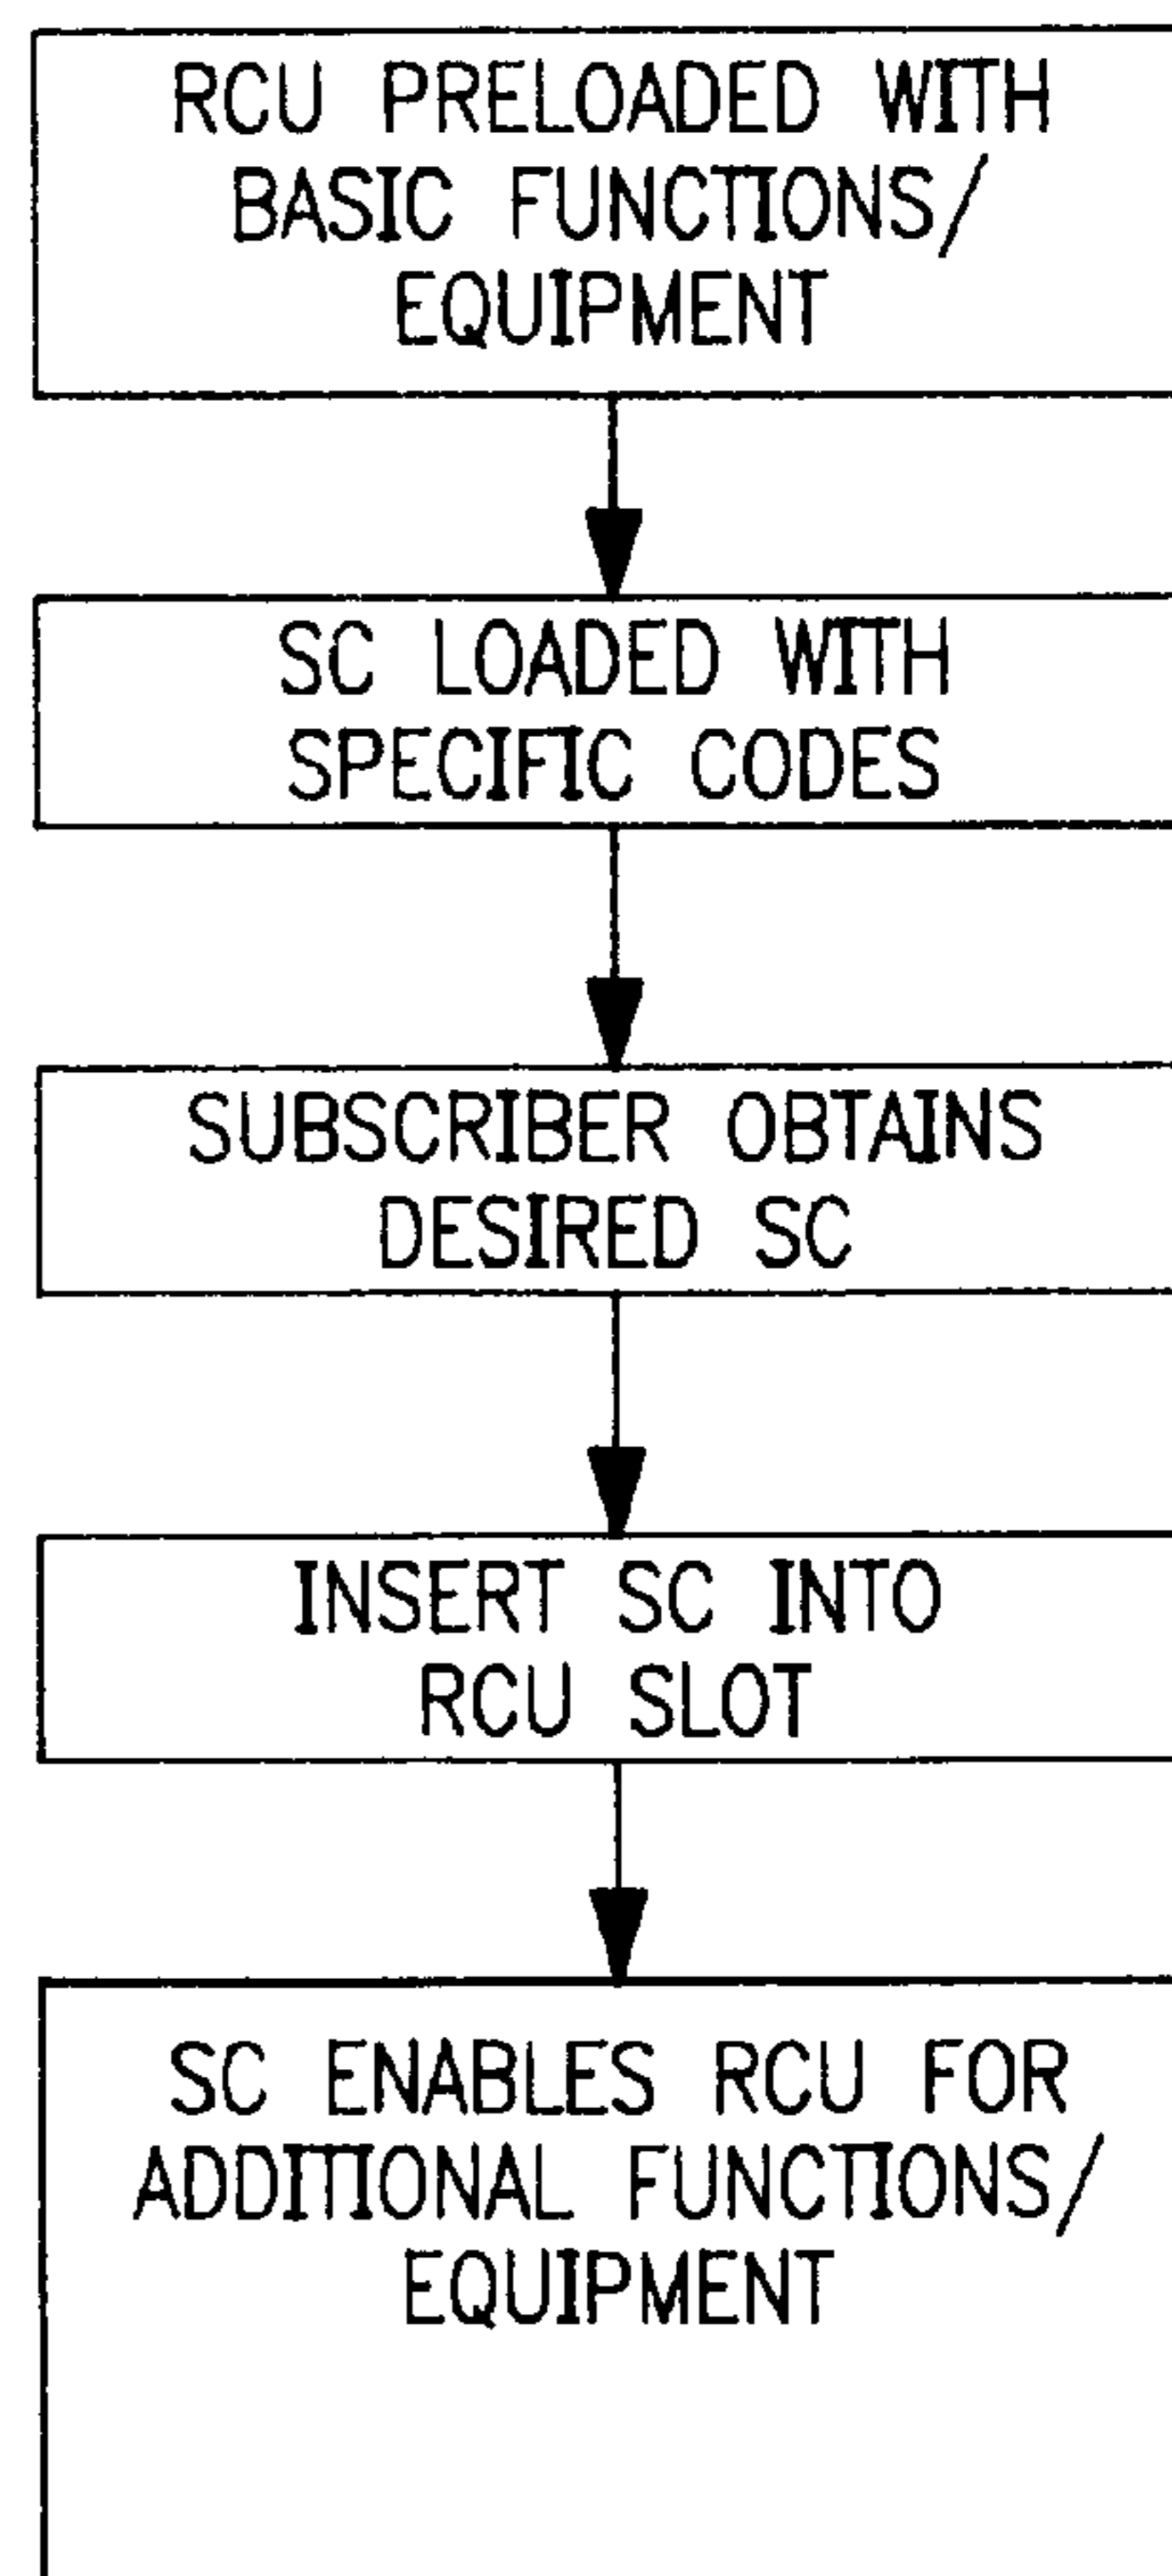 RCU PRELOADED WITH
BASIC FUNCTIONS/
EQUIPMENT
SC LOADED WITH
SPECIFIC CODES
SUBSCRIBER OBTAINS
DESIRED SC
INSERT SC INTO
RCU SLOT
SC ENABLES RCU FOR
ADDITIONAL FUNCTIONS/
EQUIPMENT